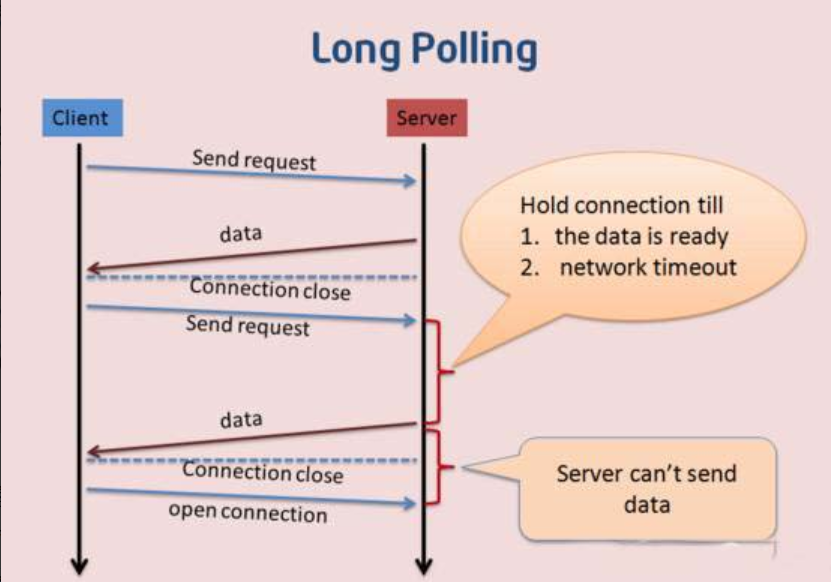 Long Polling
Client
Server
Send request
data
Connection close
Send request
Hold connection till
1. the data is ready
2. network timeout
data
Connection close
open connection
Server can't send
data